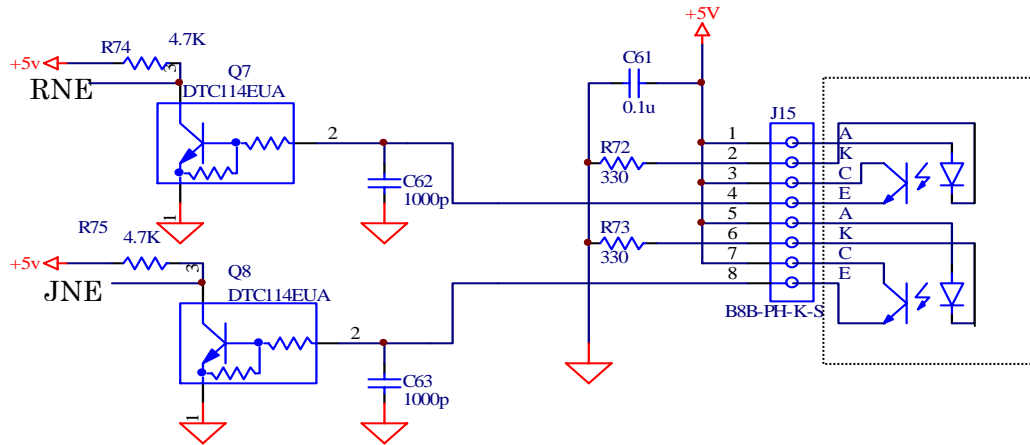 +5V
R74
4.7K
+5v
3
RNE
Q7
DTC114EUA
2
C62
1000p
1
C61
0.1u
J15
R72
330
R73
330
1
2
3
4
5
6
7
8
A
K
C
E
A
K
C
E
B8B-PH-K-S
R75
4.7K
+5v
3
JNE
Q8
DTC114EUA
2
C63
1000p
1